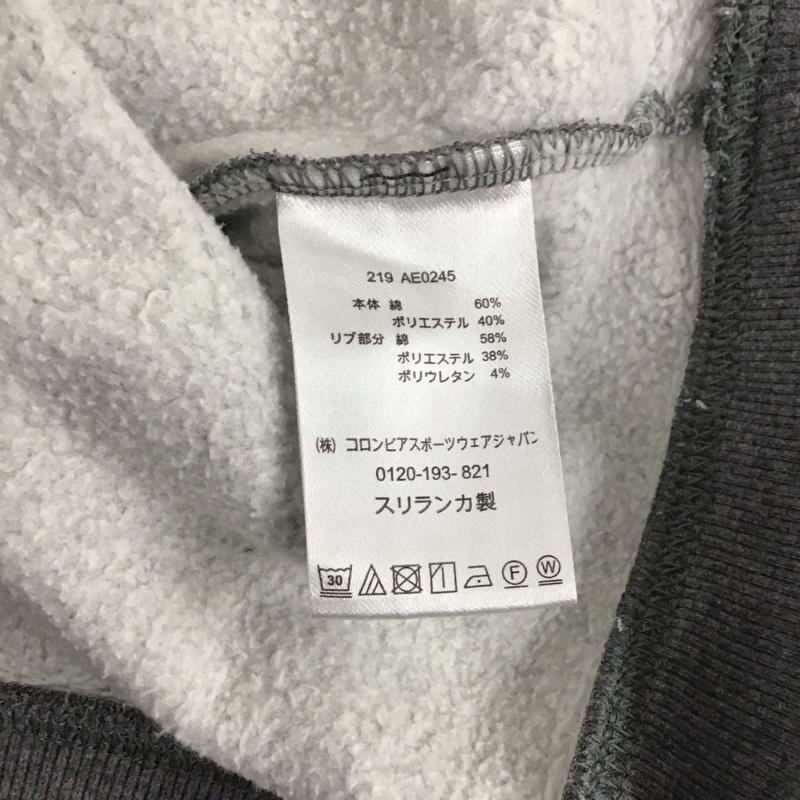 219 AE0245
本体 綿 60%
ポリエステル 40%
リブ部分 綿 58%
ポリエステル 38%
ポリウレタン 4%
(株) コロンビアスポーツウェアジャパン
0120-193-821
スリランカ製
30 F W